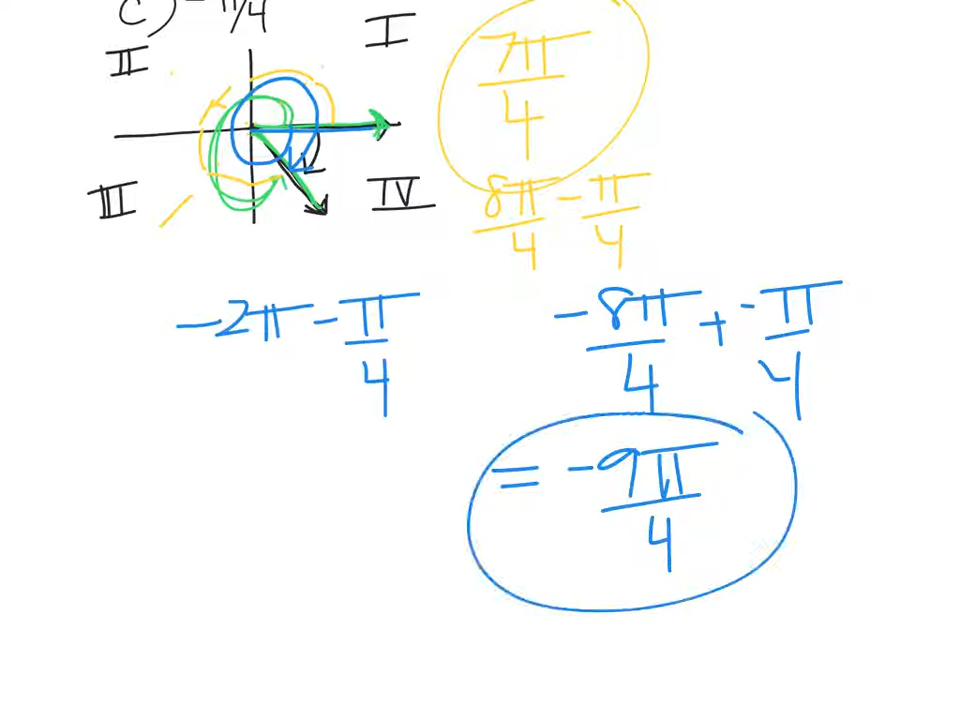 c) -π/4
II I
III IV
7π/4
8π/4 - π/4
-2π - π/4
-8π/4 + -π/4
= -9π/4